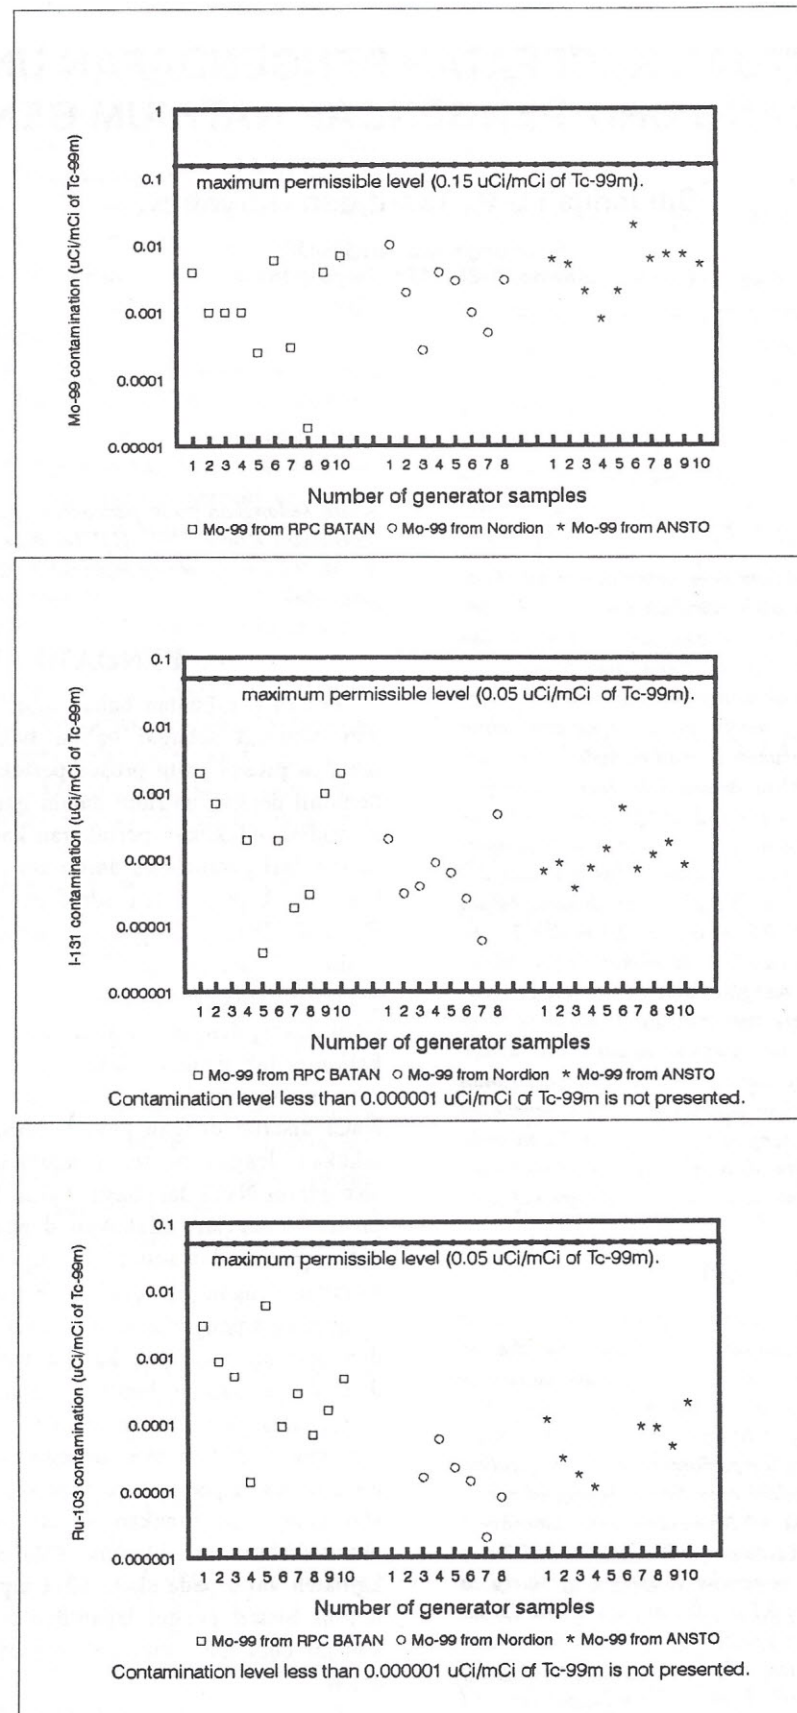 1
maximum permissible level (0.15 uCi/mCi of Tc-99m).
0.1
0.01
0.001
0.0001
0.00001
Mo-99 contamination (uCi/mCi of Tc-99m)
1 2 3 4 5 6 7 8 9 10 1 2 3 4 5 6 7 8 1 2 3 4 5 6 7 8 9 10
Number of generator samples
□ Mo-99 from RPC BATAN ○ Mo-99 from Nordion * Mo-99 from ANSTO
0.1
maximum permissible level (0.05 uCi/mCi of Tc-99m).
0.01
0.001
0.0001
0.00001
0.000001
I-131 contamination (uCi/mCi of Tc-99m)
1 2 3 4 5 6 7 8 9 10 1 2 3 4 5 6 7 8 1 2 3 4 5 6 7 8 9 10
Number of generator samples
□ Mo-99 from RPC BATAN ○ Mo-99 from Nordion * Mo-99 from ANSTO
Contamination level less than 0.000001 uCi/mCi of Tc-99m is not presented.
0.1
maximum permissible level (0.05 uCi/mCi of Tc-99m).
0.01
0.001
0.0001
0.00001
0.000001
Ru-103 contamination (uCi/mCi of Tc-99m)
1 2 3 4 5 6 7 8 9 10 1 2 3 4 5 6 7 8 1 2 3 4 5 6 7 8 9 10
Number of generator samples
□ Mo-99 from RPC BATAN ○ Mo-99 from Nordion * Mo-99 from ANSTO
Contamination level less than 0.000001 uCi/mCi of Tc-99m is not presented.